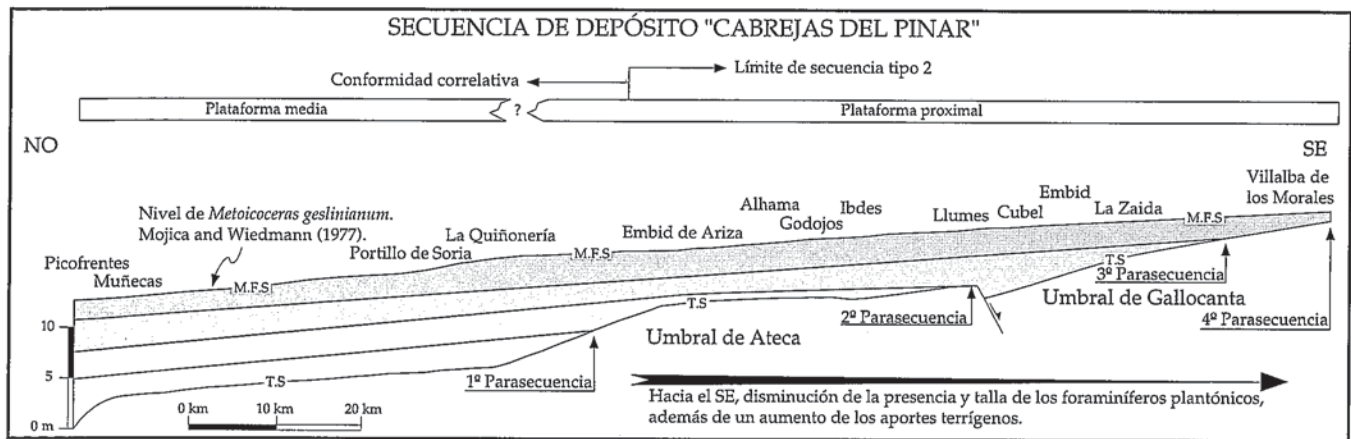 SECUENCIA DE DEPÓSITO "CABREJAS DEL PINAR"
Conformidad correlativa
Límite de secuencia tipo 2
Plataforma media
?
Plataforma proximal
NO
SE
Nivel de Metoicoceras geslinianum.
Mojica and Wiedmann (1977).
Picofrentes
Muñecas
Portillo de Soria
La Quiñonería
Embid de Ariza
Alhama
Godojos
Ibdes
Llumes
Cubel
Embid
La Zaida
Villalba de
los Morales
M.F.S
M.F.S
M.F.S
T.S
T.S
T.S
10
5
0 m
0 km
10 km
20 km
1º Parasecuencia
2º Parasecuencia
3º Parasecuencia
4º Parasecuencia
Umbral de Ateca
Umbral de Gallocanta
Hacia el SE, disminución de la presencia y talla de los foraminíferos plantónicos,
además de un aumento de los aportes terrígenos.